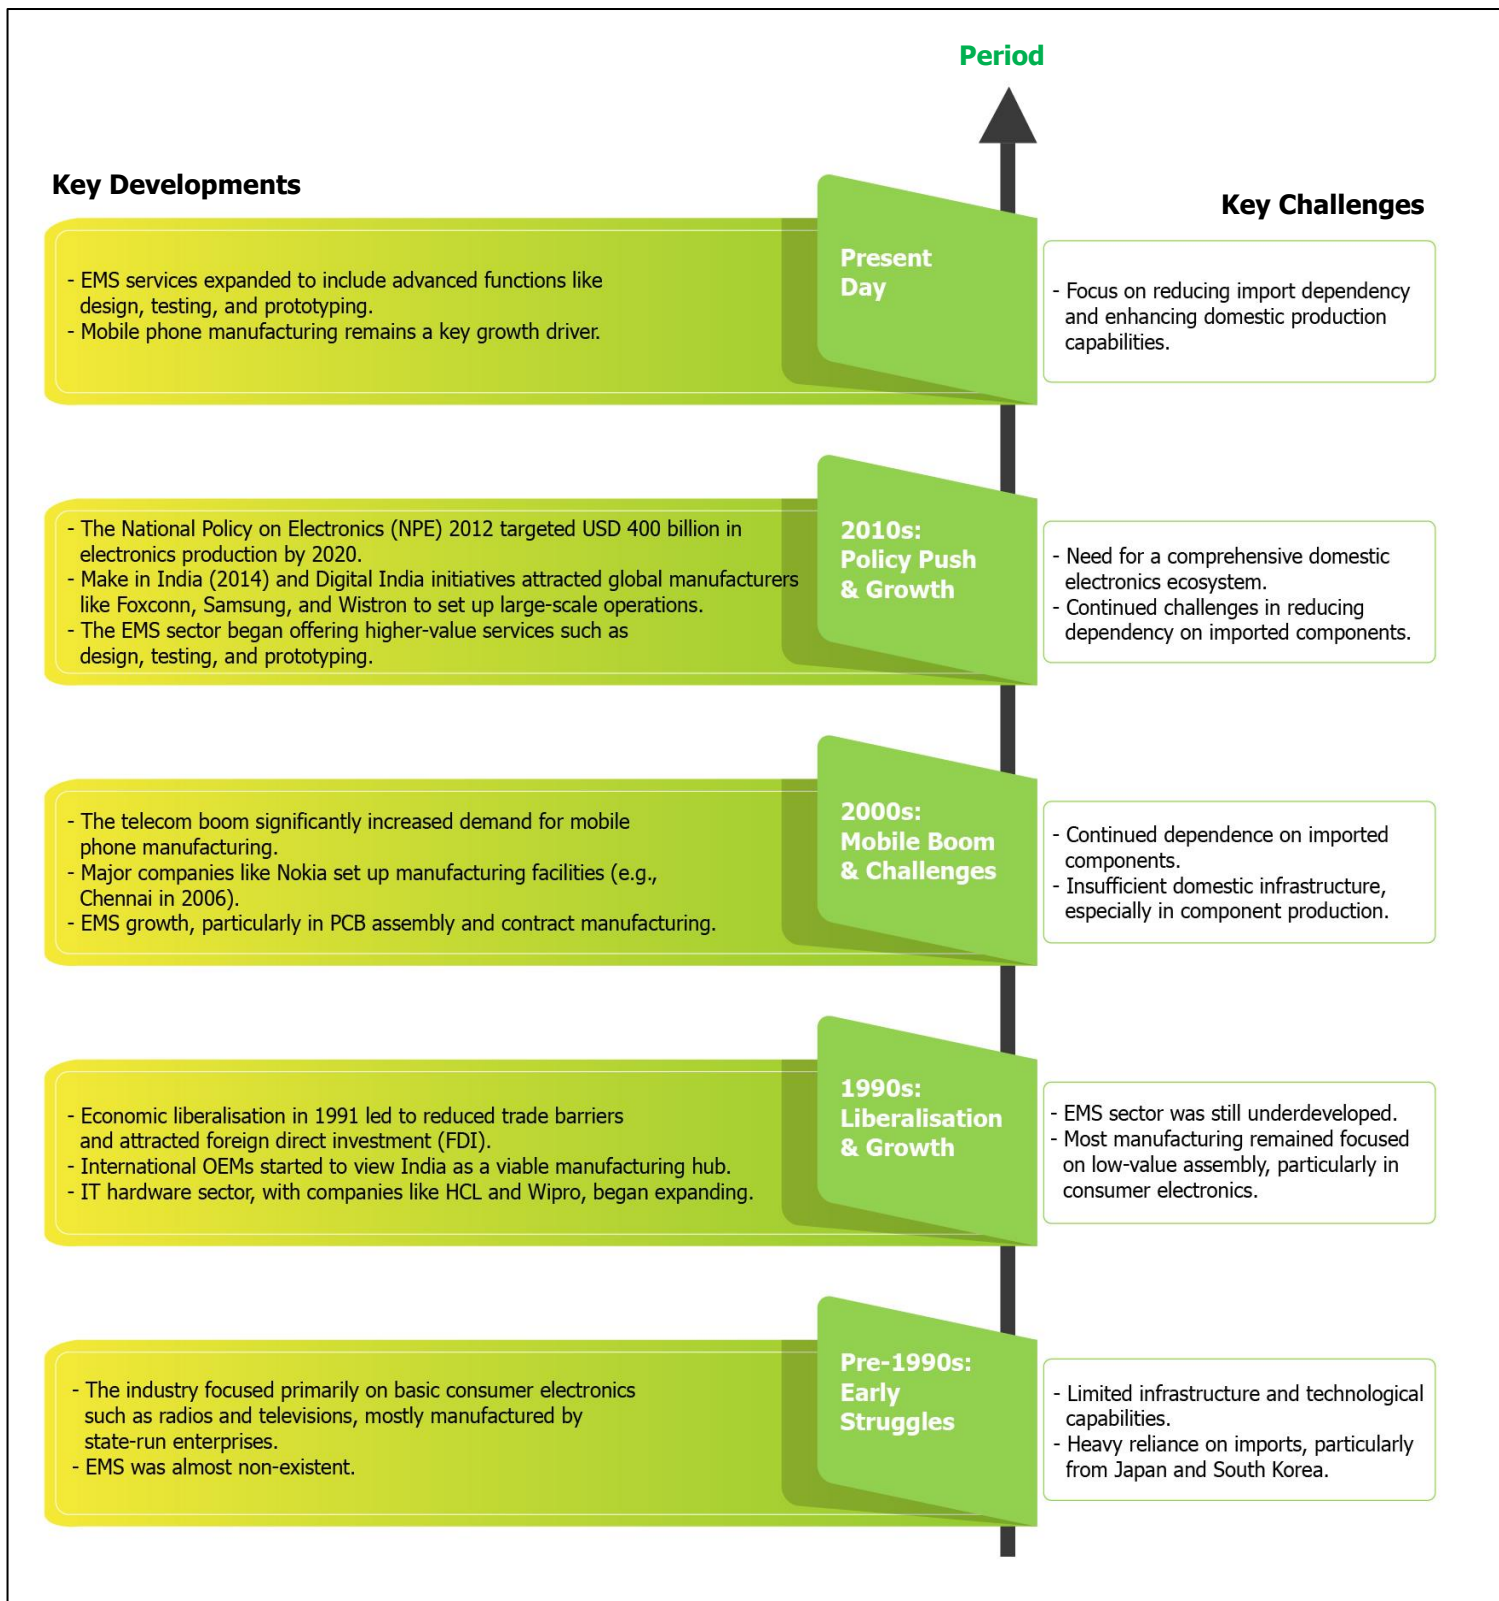 Period
Key Developments
Key Challenges
- EMS services expanded to include advanced functions like
design, testing, and prototyping.
- Mobile phone manufacturing remains a key growth driver.
Present
Day
- Focus on reducing import dependency
and enhancing domestic production
capabilities.
- The National Policy on Electronics (NPE) 2012 targeted USD 400 billion in
electronics production by 2020.
- Make in India (2014) and Digital India initiatives attracted global manufacturers
like Foxconn, Samsung, and Wistron to set up large-scale operations.
- The EMS sector began offering higher-value services such as
design, testing, and prototyping.
2010s:
Policy Push
& Growth
- Need for a comprehensive domestic
electronics ecosystem.
- Continued challenges in reducing
dependency on imported components.
- The telecom boom significantly increased demand for mobile
phone manufacturing.
- Major companies like Nokia set up manufacturing facilities (e.g.,
Chennai in 2006).
- EMS growth, particularly in PCB assembly and contract manufacturing.
2000s:
Mobile Boom
& Challenges
- Continued dependence on imported
components.
- Insufficient domestic infrastructure,
especially in component production.
- Economic liberalisation in 1991 led to reduced trade barriers
and attracted foreign direct investment (FDI).
- International OEMs started to view India as a viable manufacturing hub.
- IT hardware sector, with companies like HCL and Wipro, began expanding.
1990s:
Liberalisation
& Growth
- EMS sector was still underdeveloped.
- Most manufacturing remained focused
on low-value assembly, particularly in
consumer electronics.
- The industry focused primarily on basic consumer electronics
such as radios and televisions, mostly manufactured by
state-run enterprises.
- EMS was almost non-existent.
Pre-1990s:
Early
Struggles
- Limited infrastructure and technological
capabilities.
- Heavy reliance on imports, particularly
from Japan and South Korea.